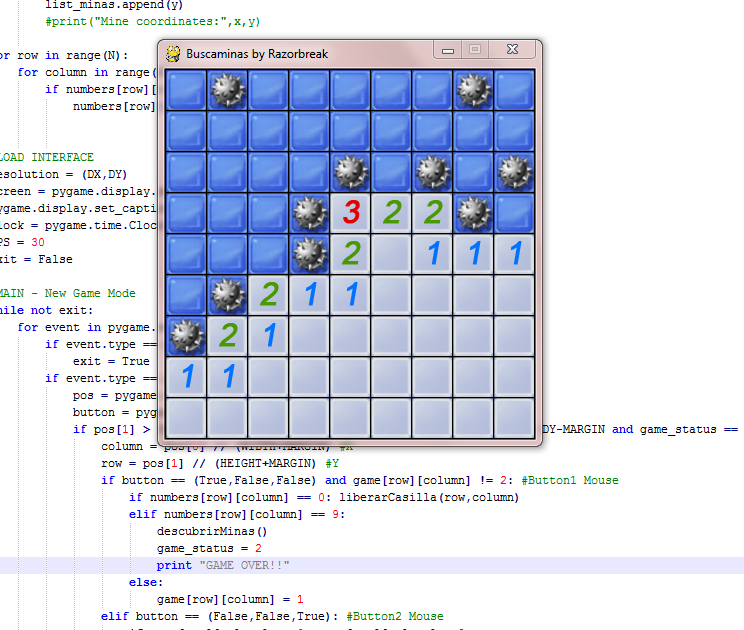 list_minas.append(y)
#print("Mine coordinates:",x,y)
Buscaminas by Razorbreak
or row in range(N):
for column in range(
if numbers[row][
numbers[row]
LOAD INTERFACE
esolution = (DX,DY)
creen = pygame.display.
ygame.display.set_capti
lock = pygame.time.Cloc
PS = 30
xit = False
3 2 2
2 1 1 1
2 1 1
2 1
1 1
MAIN - New Game Mode
hile not exit:
for event in pygame.
if event.type ==
exit = True
if event.type ==
pos = pygame
button = pyg
if pos[1] > DY-MARGIN and game_status ==
column = pos[0] // (WIDTH+MARGIN) #X
row = pos[1] // (HEIGHT+MARGIN) #Y
if button == (True,False,False) and game[row][column] != 2: #Button1 Mouse
if numbers[row][column] == 0: liberarCasilla(row,column)
elif numbers[row][column] == 9:
descubrirMinas()
game_status = 2
print "GAME OVER!!"
else:
game[row][column] = 1
elif button == (False,False,True): #Button2 Mouse